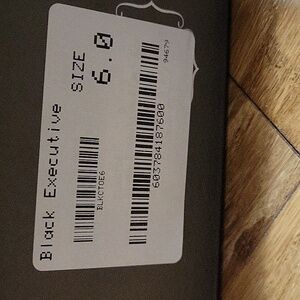 Black Executive
SIZE
6.0
BLKCTOE6
603784187600
94679